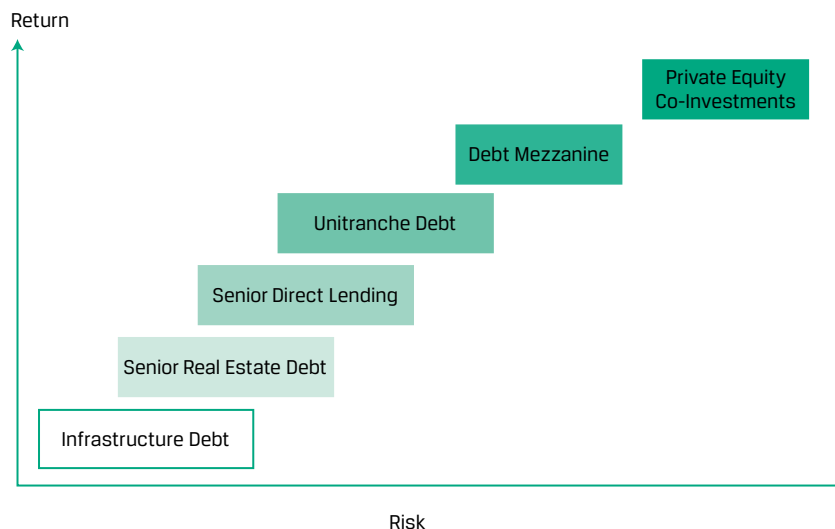 Return
Private Equity
Co-Investments
Debt Mezzanine
Unitranche Debt
Senior Direct Lending
Senior Real Estate Debt
Infrastructure Debt
Risk